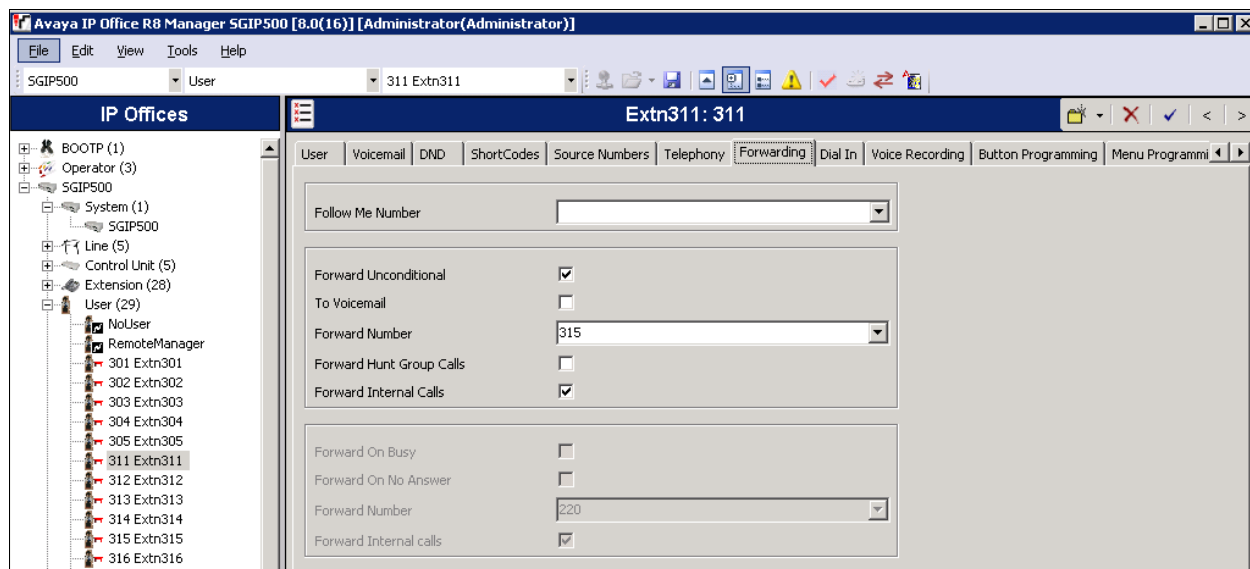 Avaya IP Office R8 Manager SGIP500 [8.0(16)] [Administrator(Administrator)]
File Edit View Tools Help
SGIP500 User 311 Extn311
IP Offices
Extn311: 311
BOOTP (1)
Operator (3)
SGIP500
System (1)
SGIP500
Line (5)
Control Unit (5)
Extension (28)
User (29)
NoUser
RemoteManager
301 Extn301
302 Extn302
303 Extn303
304 Extn304
305 Extn305
311 Extn311
312 Extn312
313 Extn313
314 Extn314
315 Extn315
316 Extn316
User Voicemail DND ShortCodes Source Numbers Telephony Forwarding Dial In Voice Recording Button Programming Menu Programmi
Follow Me Number
Forward Unconditional
To Voicemail
Forward Number 315
Forward Hunt Group Calls
Forward Internal Calls
Forward On Busy
Forward On No Answer
Forward Number 220
Forward Internal calls